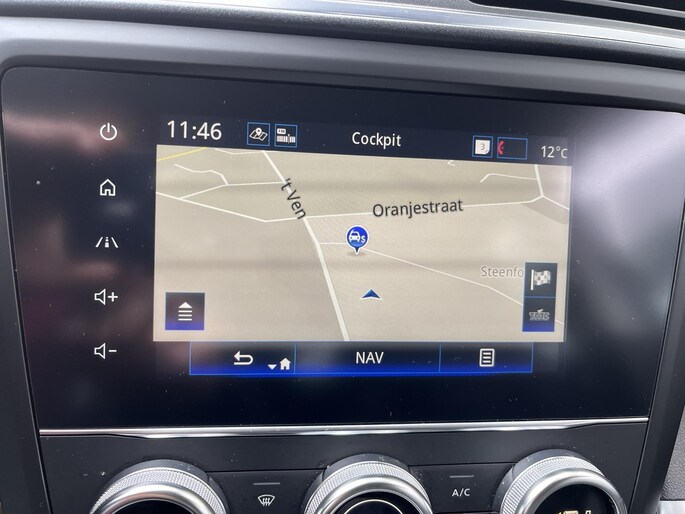 11:46
Cockpit
3
12°C
't Ven
Oranjestraat
$
Steenfo
NAV
A/C